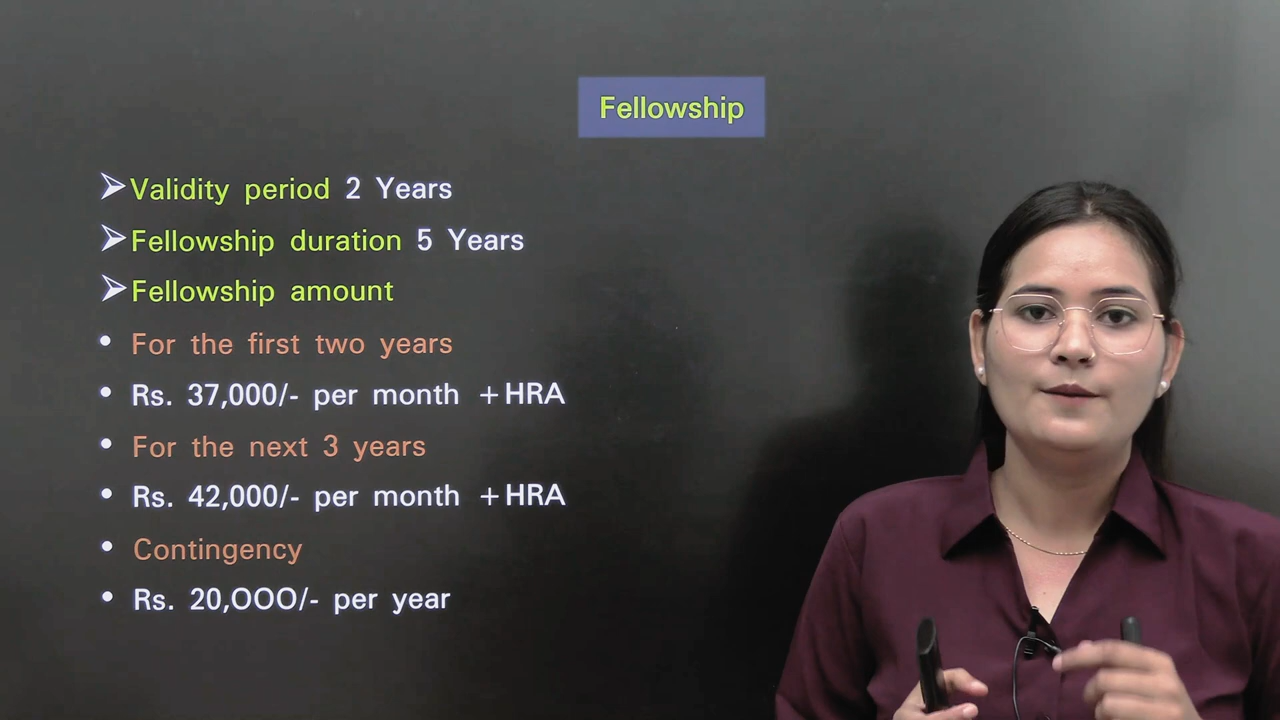 Fellowship
➤Validity period 2 Years
➤Fellowship duration 5 Years
➤Fellowship amount
• For the first two years
• Rs. 37,000/- per month +HRA
• For the next 3 years
• Rs. 42,000/- per month +HRA
• Contingency
• Rs. 20,OOO/- per year